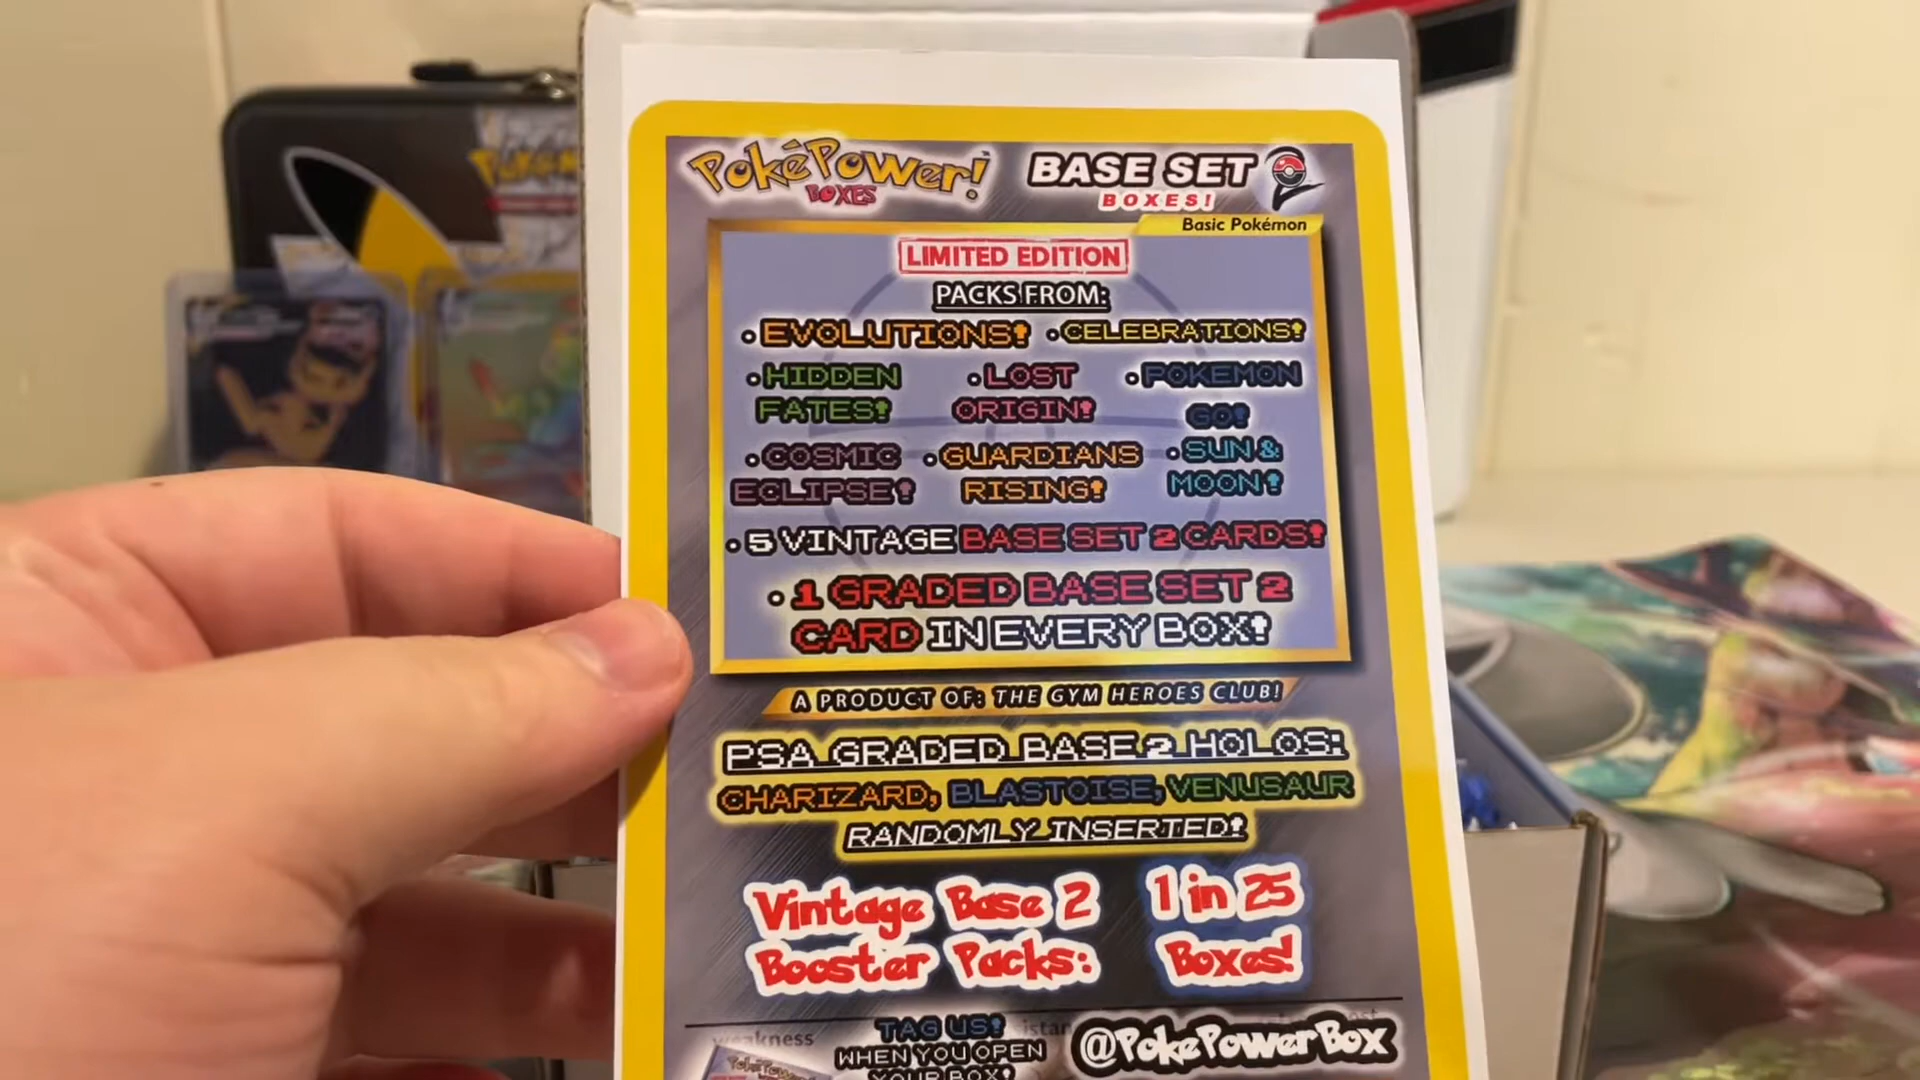 PokéPower!
BOXES
BASE SET
BOXES!
Basic Pokémon
LIMITED EDITION
PACKS FROM:
• EVOLUTIONS! • CELEBRATIONS!
• HIDDEN FATES!
• LOST ORIGIN!
• POKEMON GO!
• COSMIC ECLIPSE!
• GUARDIANS RISING!
• SUN & MOON!
• 5 VINTAGE BASE SET 2 CARDS!
• 1 GRADED BASE SET 2
CARD IN EVERY BOX!
A PRODUCT OF: THE GYM HEROES CLUB!
PSA GRADED BASE 2 HOLOS:
CHARIZARD, BLASTOISE, VENUSAUR
RANDOMLY INSERTED!
Vintage Base 2
Booster Packs:
1 in 25
Boxes!
weakness
TAG US!
WHEN YOU OPEN
YOUR BOX!
@PokePowerBox